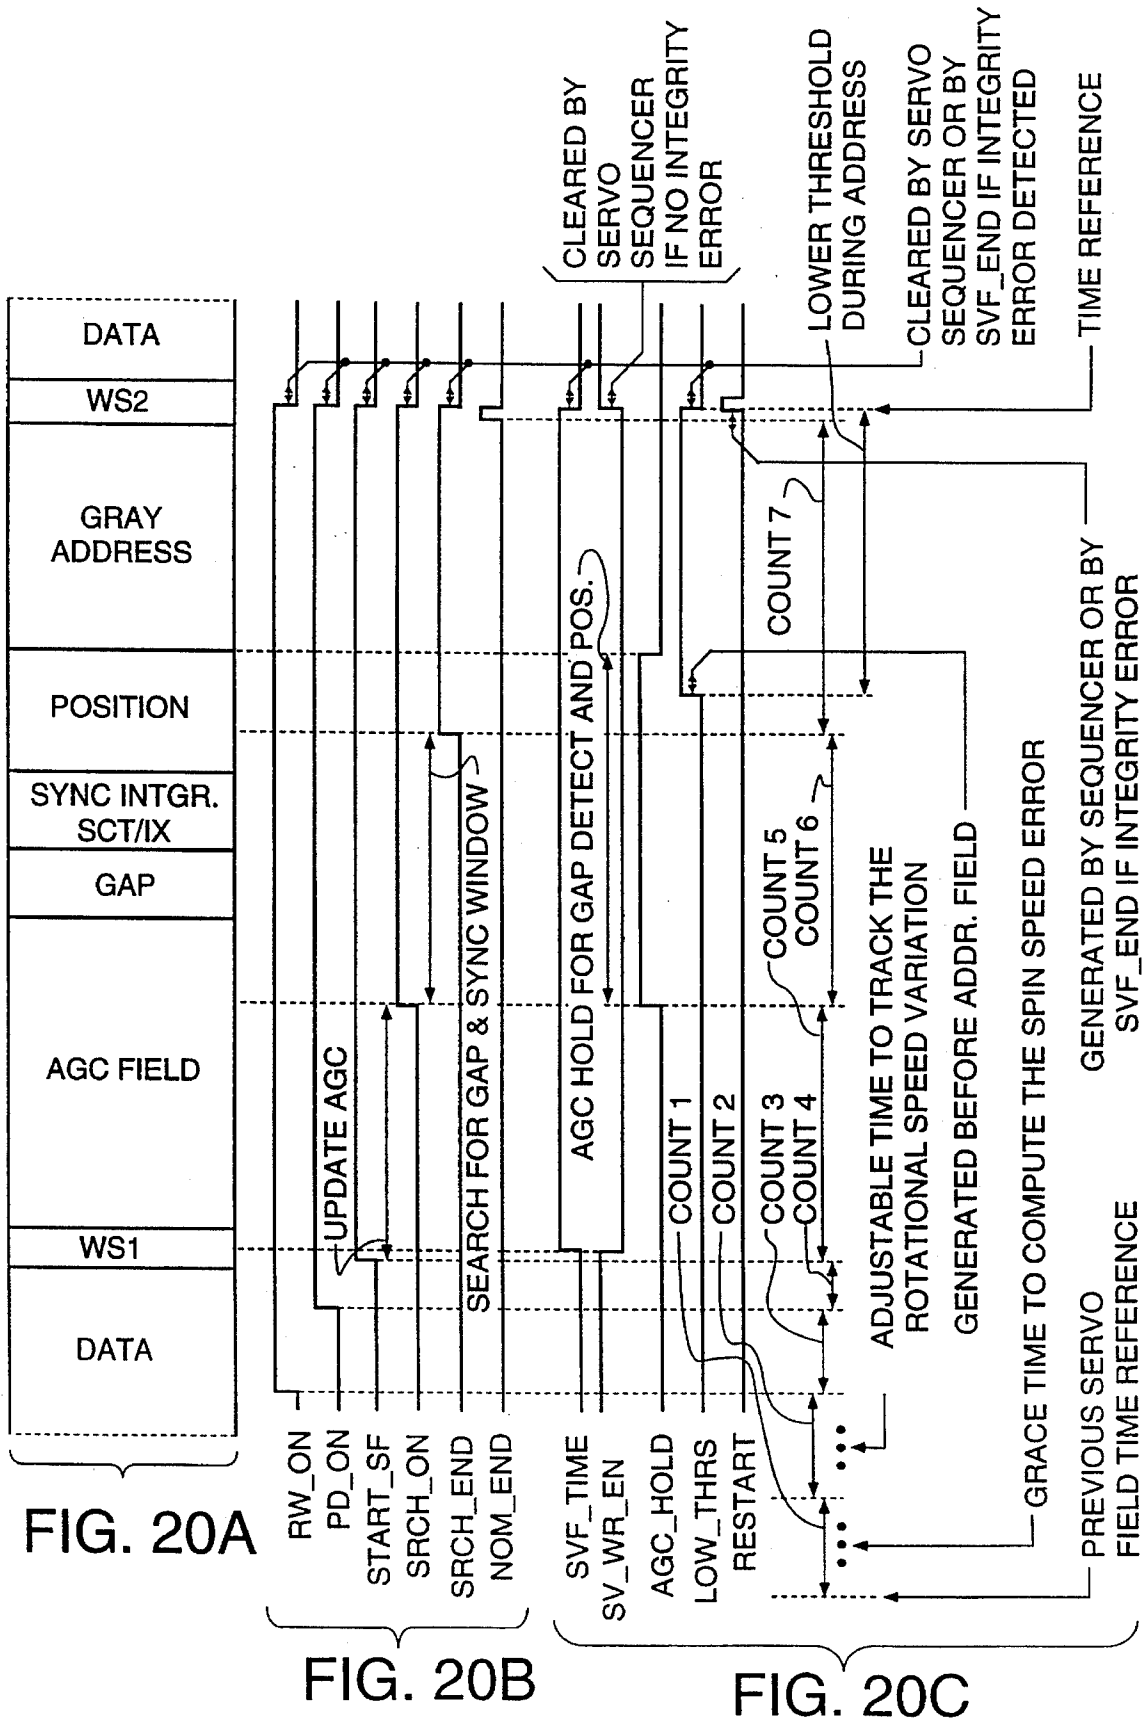 DATA
WS2
GRAY
ADDRESS
POSITION
SYNC INTGR.
SCT/IX
GAP
AGC FIELD
WS1
DATA
FIG. 20A
RW_ON
PD_ON
START_SF
SRCH_ON
SRCH_END
NOM_END
UPDATE AGC
SEARCH FOR GAP & SYNC WINDOW
FIG. 20B
SVF_TIME
SV_WR_EN
AGC_HOLD
LOW_THRS
RESTART
AGC HOLD FOR GAP DETECT AND POS.
CLEARED BY
SERVO
SEQUENCER
IF NO INTEGRITY
ERROR
COUNT 1
COUNT 2
COUNT 3
COUNT 4
COUNT 5
COUNT 6
COUNT 7
LOWER THRESHOLD
DURING ADDRESS
CLEARED BY SERVO
SEQUENCER OR BY
SVF_END IF INTEGRITY
ERROR DETECTED
TIME REFERENCE
ADJUSTABLE TIME TO TRACK THE
ROTATIONAL SPEED VARIATION
GENERATED BEFORE ADDR. FIELD
GRACE TIME TO COMPUTE THE SPIN SPEED ERROR
GENERATED BY SEQUENCER OR BY
SVF_END IF INTEGRITY ERROR
PREVIOUS SERVO
FIELD TIME REFERENCE
FIG. 20C